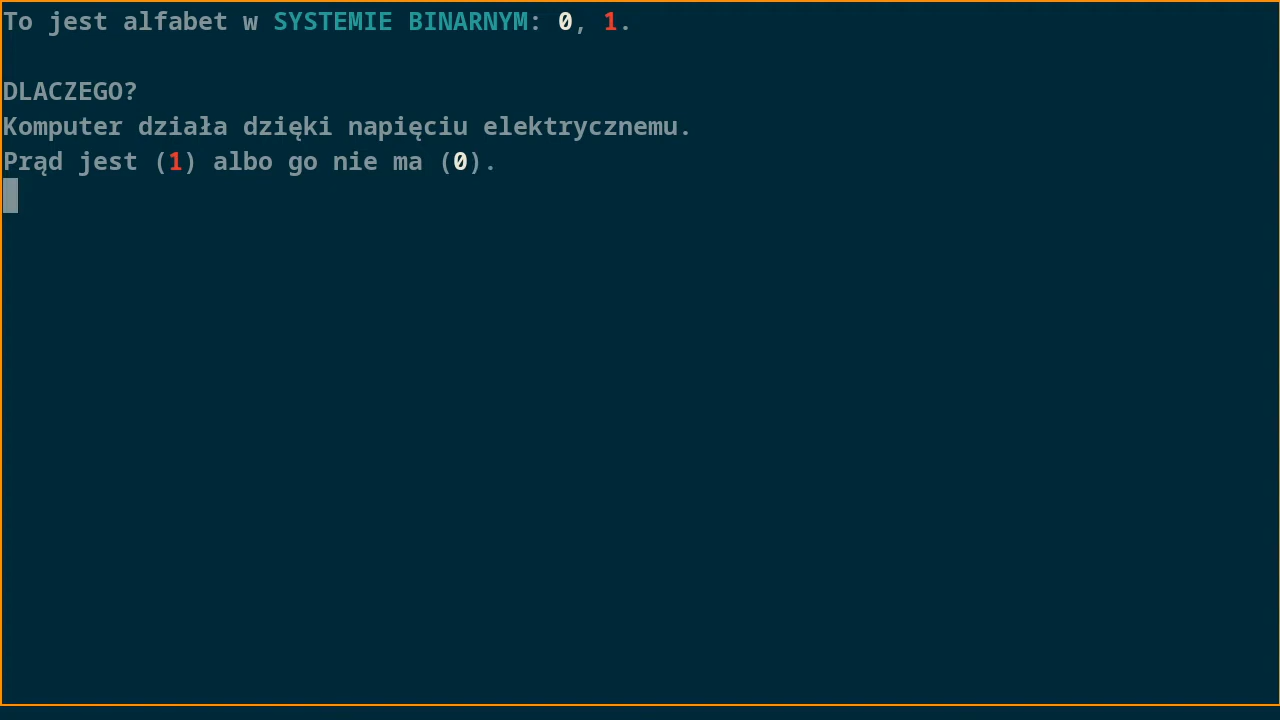 To jest alfabet w SYSTEMIE BINARNYM: 0, 1.
DLACZEGO?
Komputer działa dzięki napięciu elektrycznemu.
Prąd jest (1) albo go nie ma (0).